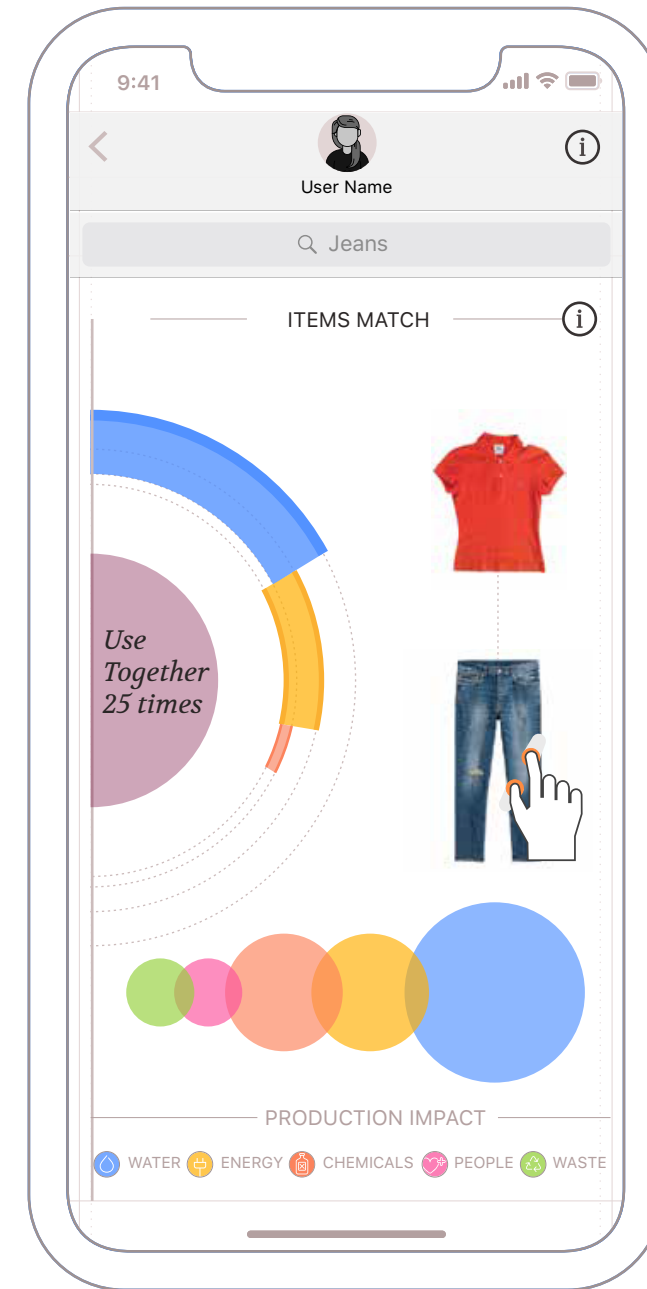 9:41
User Name
Jeans
ITEMS MATCH
Use
Together
25 times
PRODUCTION IMPACT
WATER ENERGY CHEMICALS PEOPLE WASTE